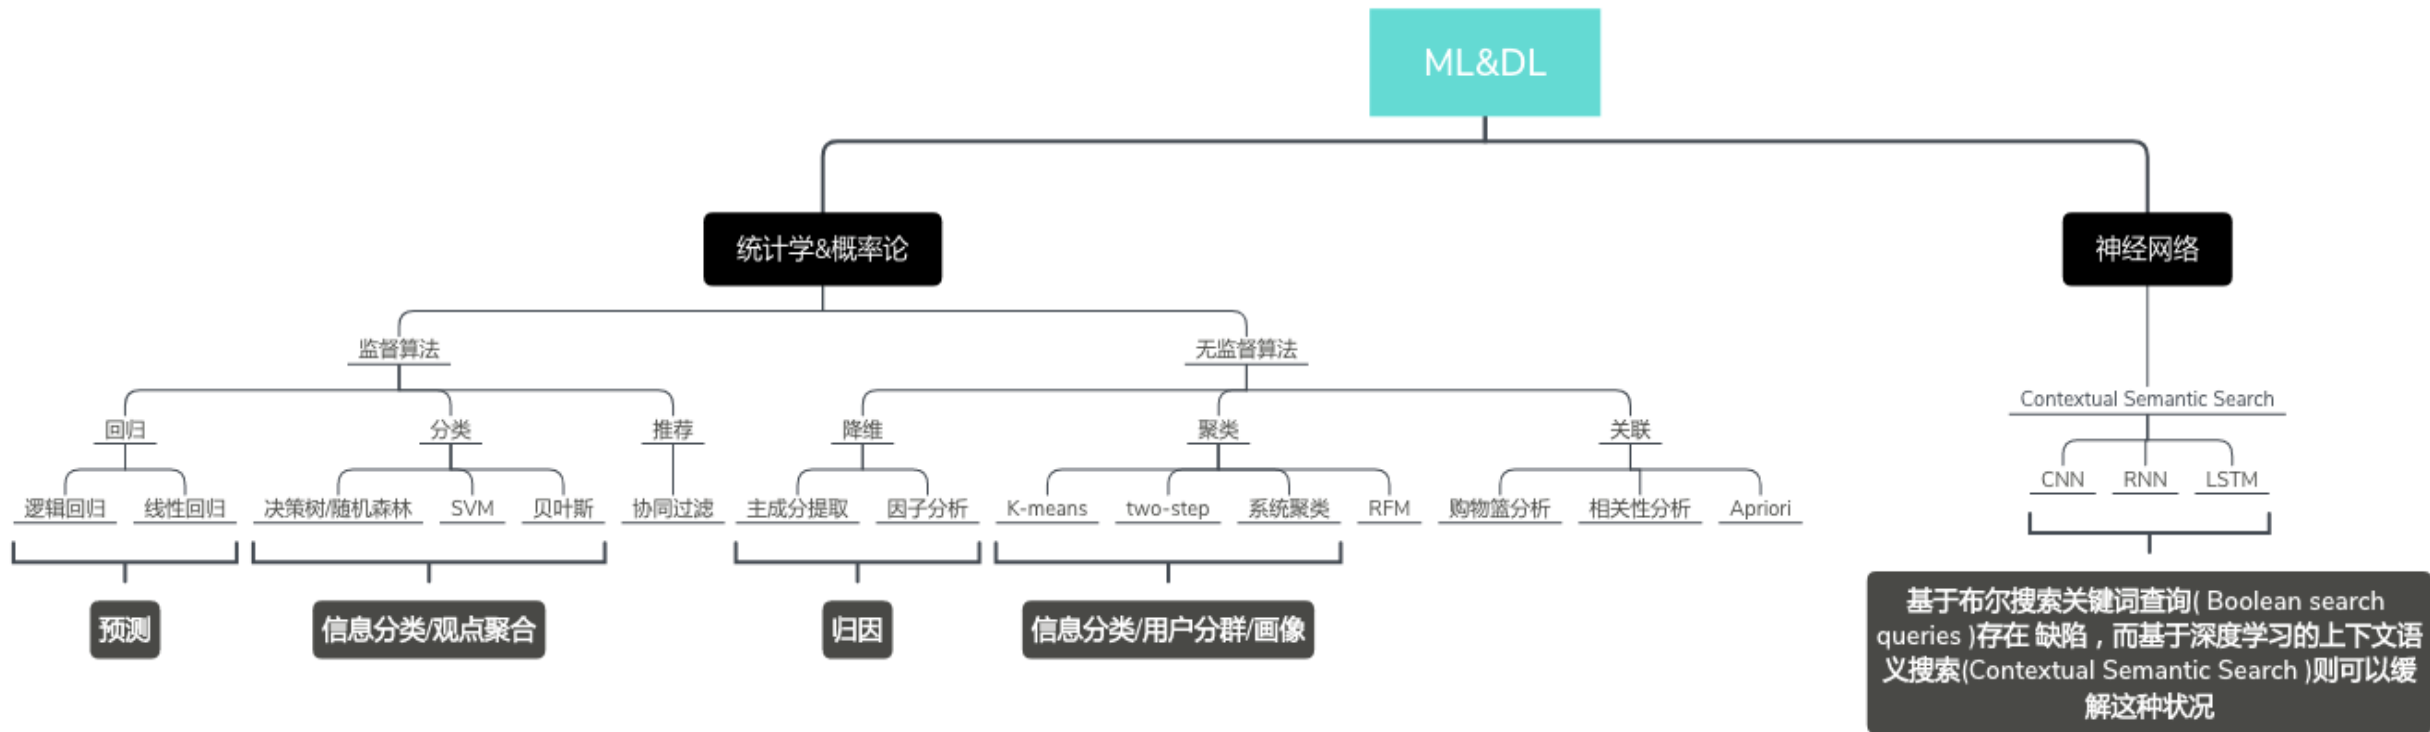 ML&DL
统计学&概率论
神经网络
监督算法
无监督算法
Contextual Semantic Search
回归
分类
推荐
降维
聚类
关联
CNN
RNN
LSTM
逻辑回归
线性回归
决策树/随机森林
SVM
贝叶斯
协同过滤
主成分提取
因子分析
K-means
two-step
系统聚类
RFM
购物篮分析
相关性分析
Apriori
预测
信息分类/观点聚合
归因
信息分类/用户分群/画像
基于布尔搜索关键词查询( Boolean search
queries )存在 缺陷，而基于深度学习的上下文语
义搜索(Contextual Semantic Search )则可以缓
解这种状况